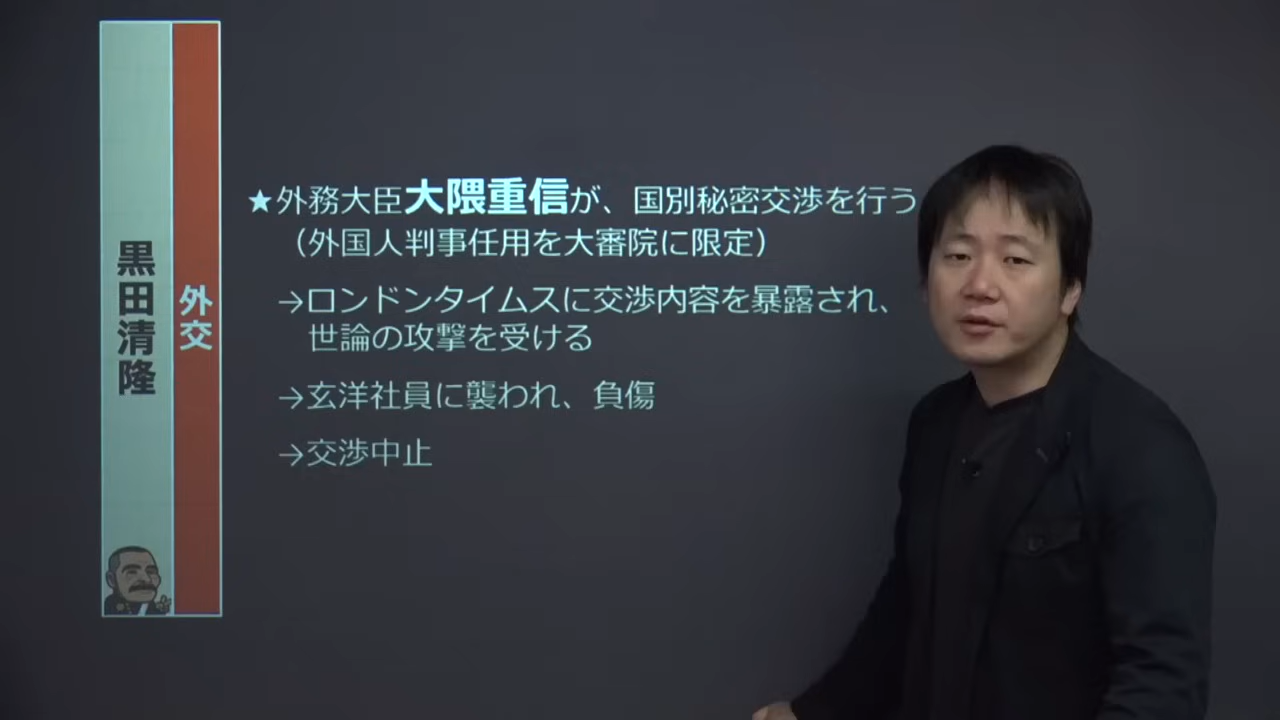 黒田清隆
外交
★外務大臣大隈重信が、国別秘密交渉を行う
（外国人判事任用を大審院に限定）
→ロンドンタイムスに交渉内容を暴露され、
世論の攻撃を受ける
→玄洋社員に襲われ、負傷
→交渉中止